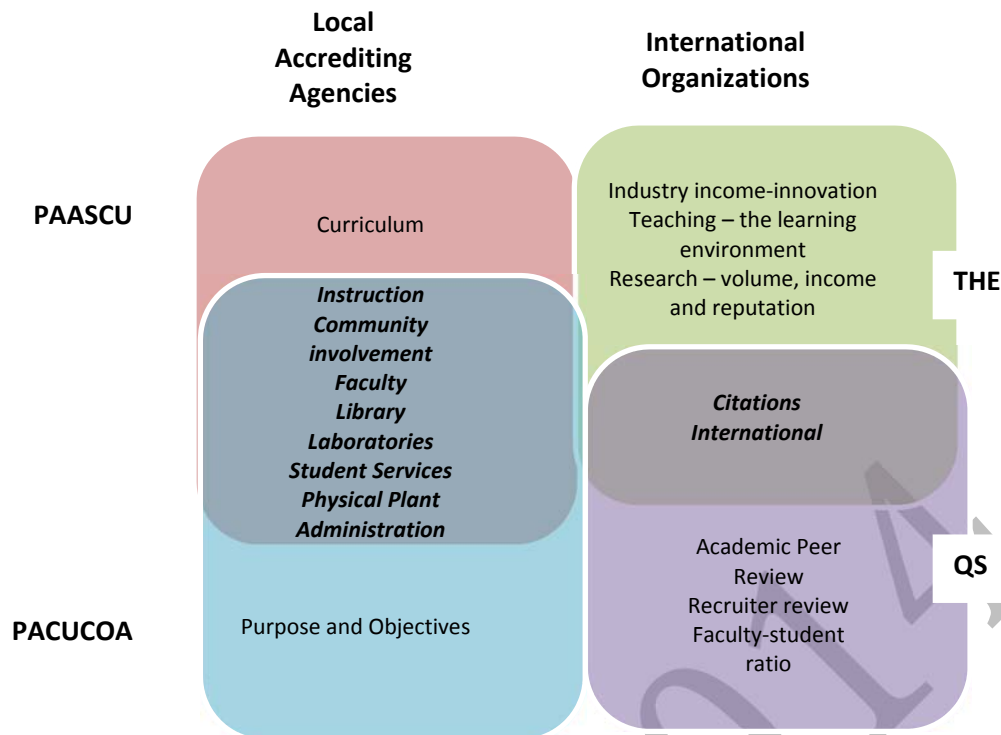 Local
Accrediting
Agencies
International
Organizations
PAASCU
Curriculum
Industry income-innovation
Teaching – the learning
environment
Research – volume, income
and reputation
THE
Instruction
Community
involvement
Faculty
Library
Laboratories
Student Services
Physical Plant
Administration
Citations
International
PACUCOA
Purpose and Objectives
Academic Peer
Review
Recruiter review
Faculty-student
ratio
QS